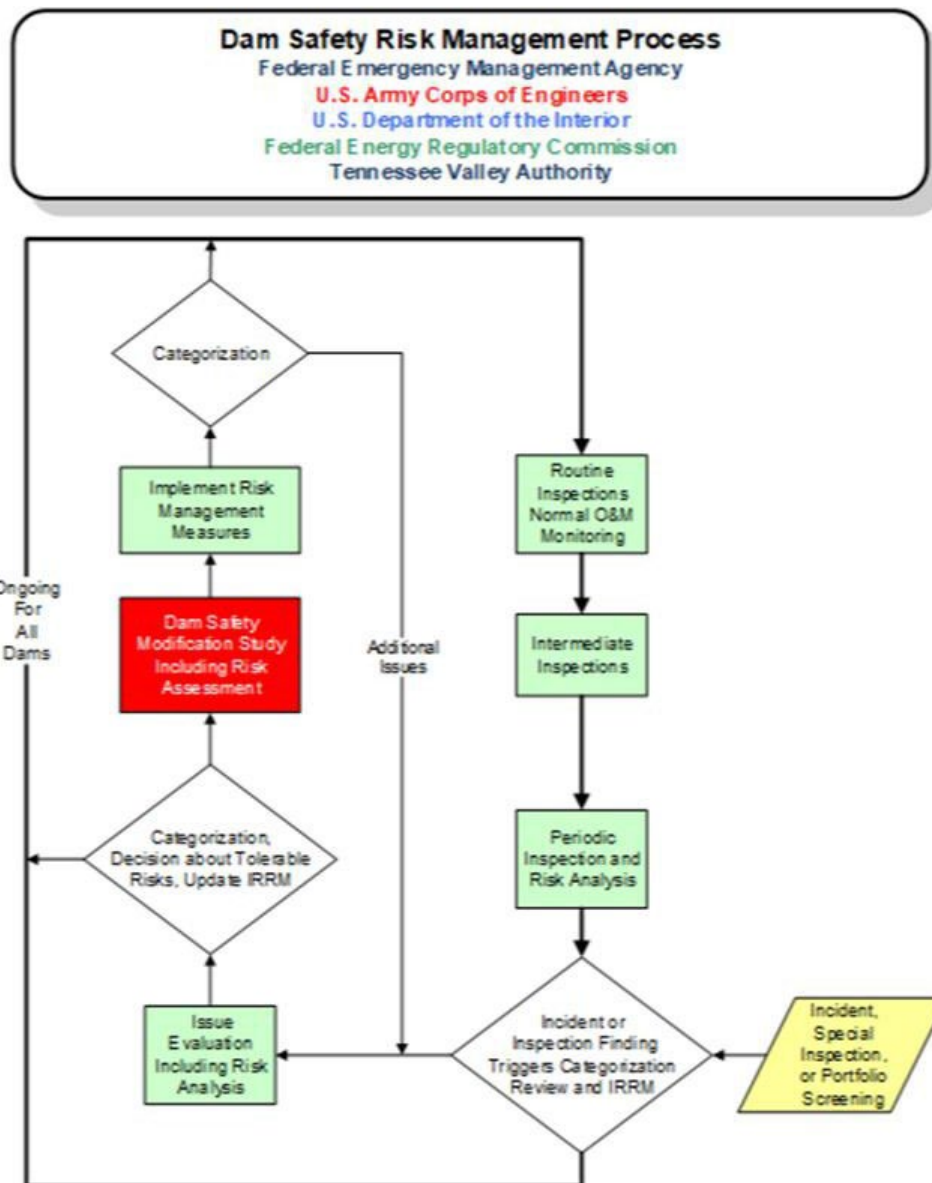 Dam Safety Risk Management Process
Federal Emergency Management Agency
U.S. Army Corps of Engineers
U.S. Department of the Interior
Federal Energy Regulatory Commission
Tennessee Valley Authority
Categorization
Implement Risk
Management
Measures
Routine
Inspections
Normal O&M
Monitoring
Ongoing
For
All
Dams
Dam Safety
Modification Study
Including Risk
Assessment
Additional
Issues
Intermediate
Inspections
Categorization,
Decision about Tolerable
Risks, Update IRRM
Periodic
Inspection and
Risk Analysis
Issue
Evaluation
Including Risk
Analysis
Incident or
Inspection Finding
Triggers Categorization
Review and IRRM
Incident,
Special
Inspection,
or Portfolio
Screening